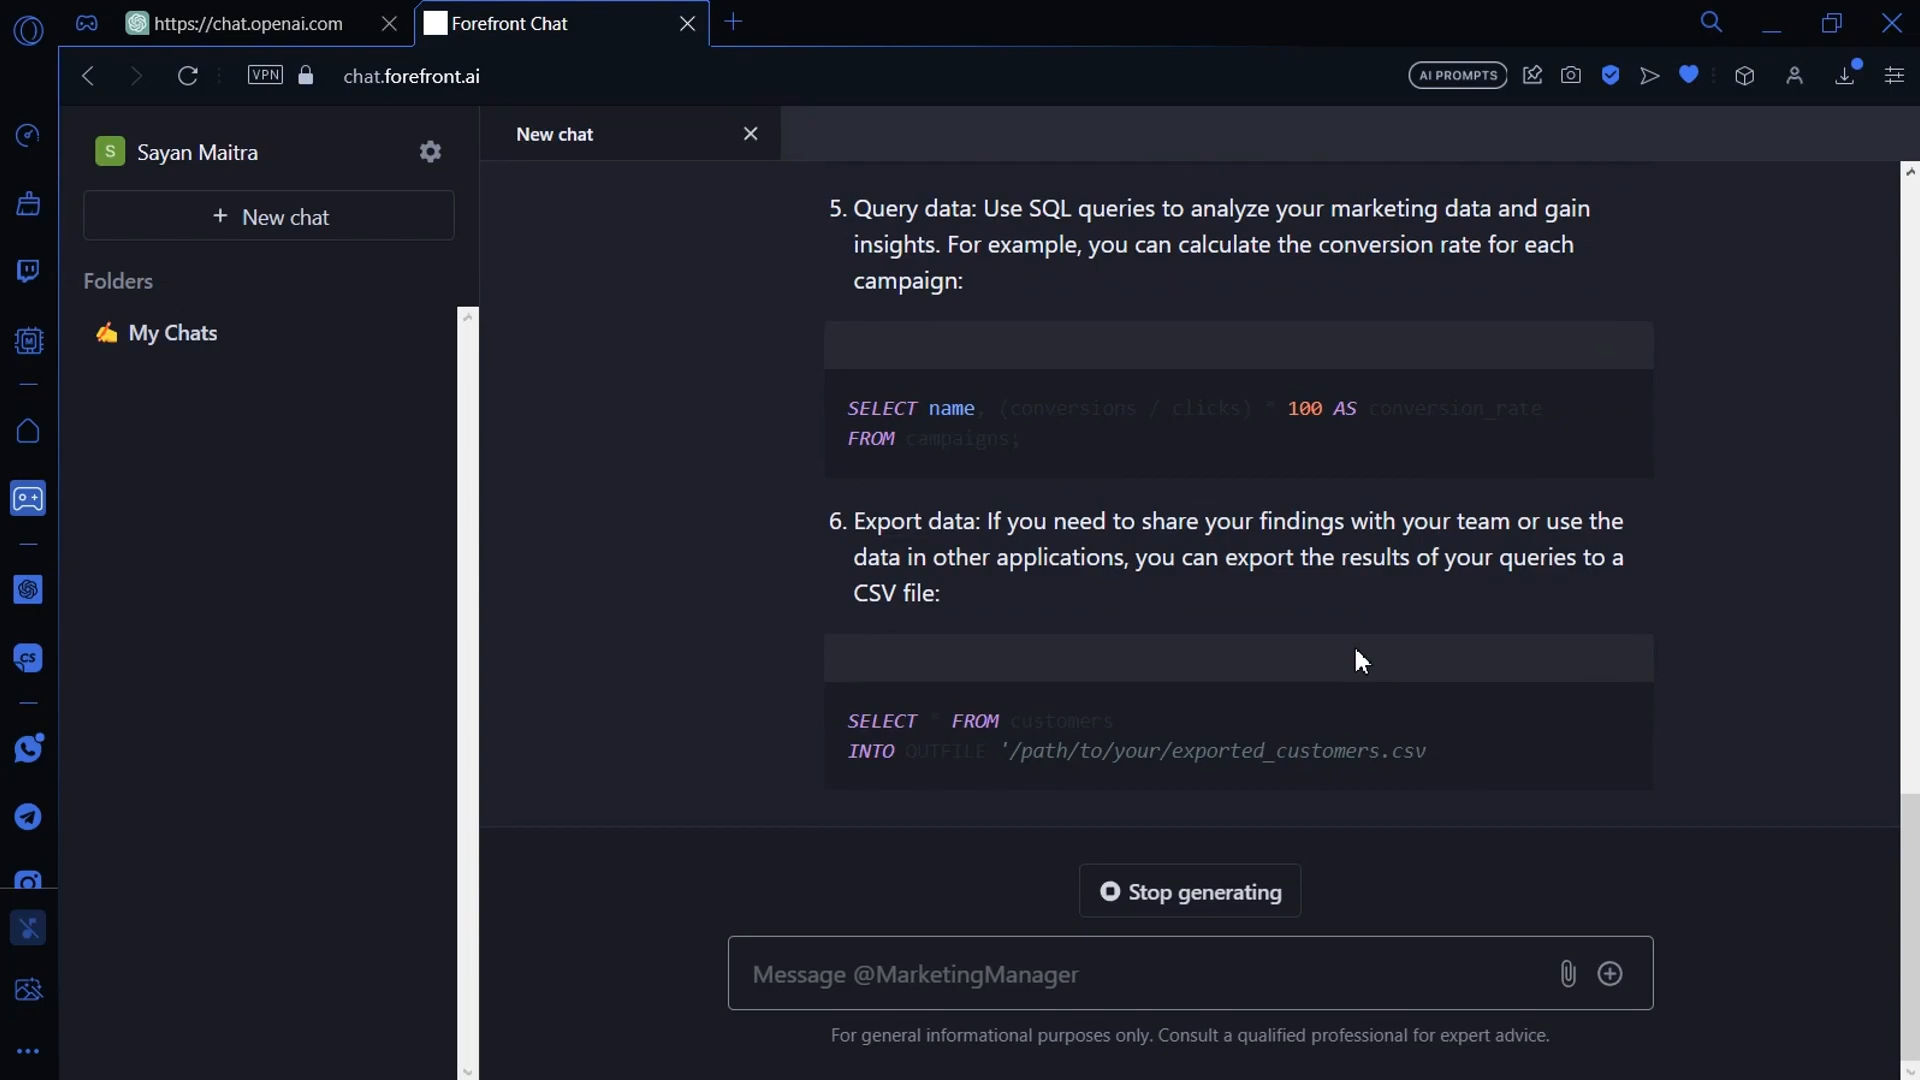 https://chat.openai.com
Forefront Chat
VPN
chat.forefront.ai
AI PROMPTS
S
Sayan Maitra
New chat
+ New chat
Folders
My Chats
5. Query data: Use SQL queries to analyze your marketing data and gain
insights. For example, you can calculate the conversion rate for each
campaign:
SELECT name, (conversions / clicks) * 100 AS conversion_rate
FROM campaigns;
6. Export data: If you need to share your findings with your team or use the
data in other applications, you can export the results of your queries to a
CSV file:
SELECT * FROM customers
INTO OUTFILE '/path/to/your/exported_customers.csv
Stop generating
Message @MarketingManager
For general informational purposes only. Consult a qualified professional for expert advice.
M
CS